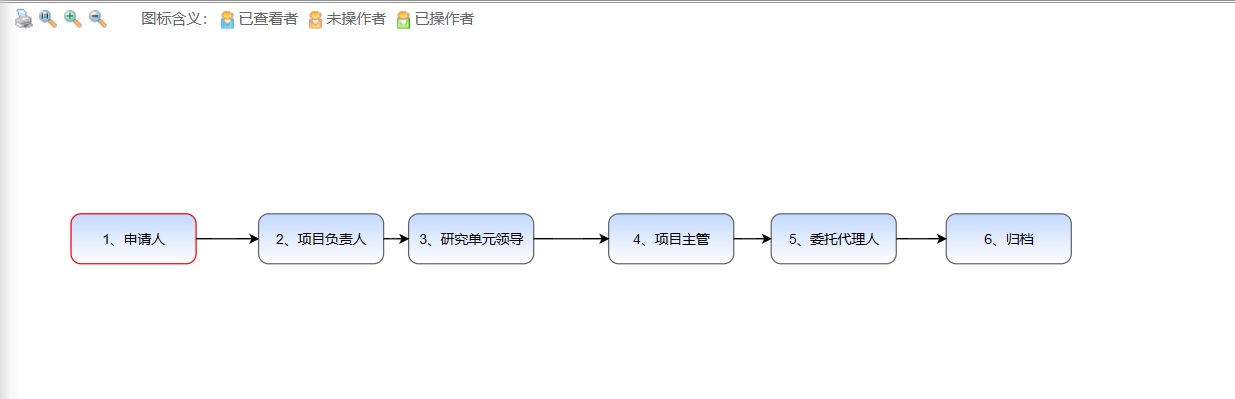 图标含义： 已查看者 未操作者 已操作者
1、申请人
2、项目负责人
3、研究单元领导
4、项目主管
5、委托代理人
6、归档